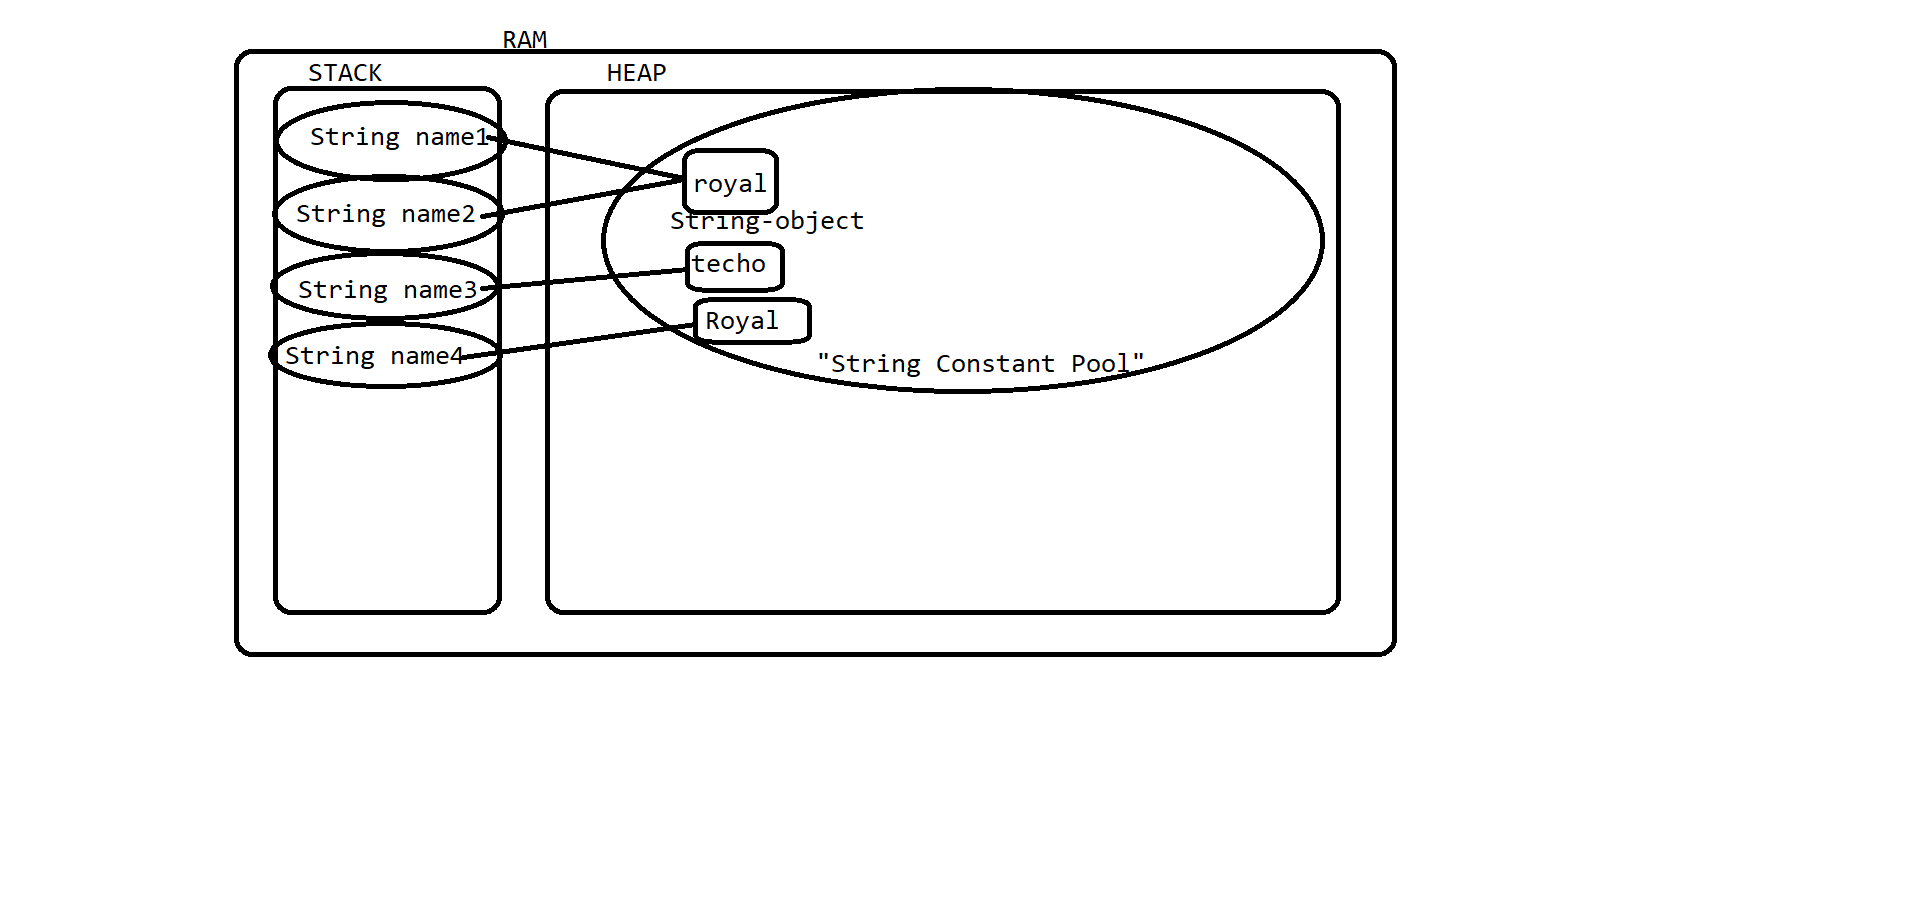 RAM
STACK
HEAP
String name1
String name2
String name3
String name4
royal
String-object
techo
Royal
"String Constant Pool"